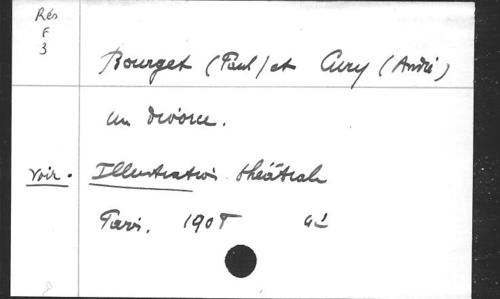 Rés
F
3
Bourget (Paul) et Cury (André)
Un divorce.
Voir. Illustration théâtrale
Paris. 1908